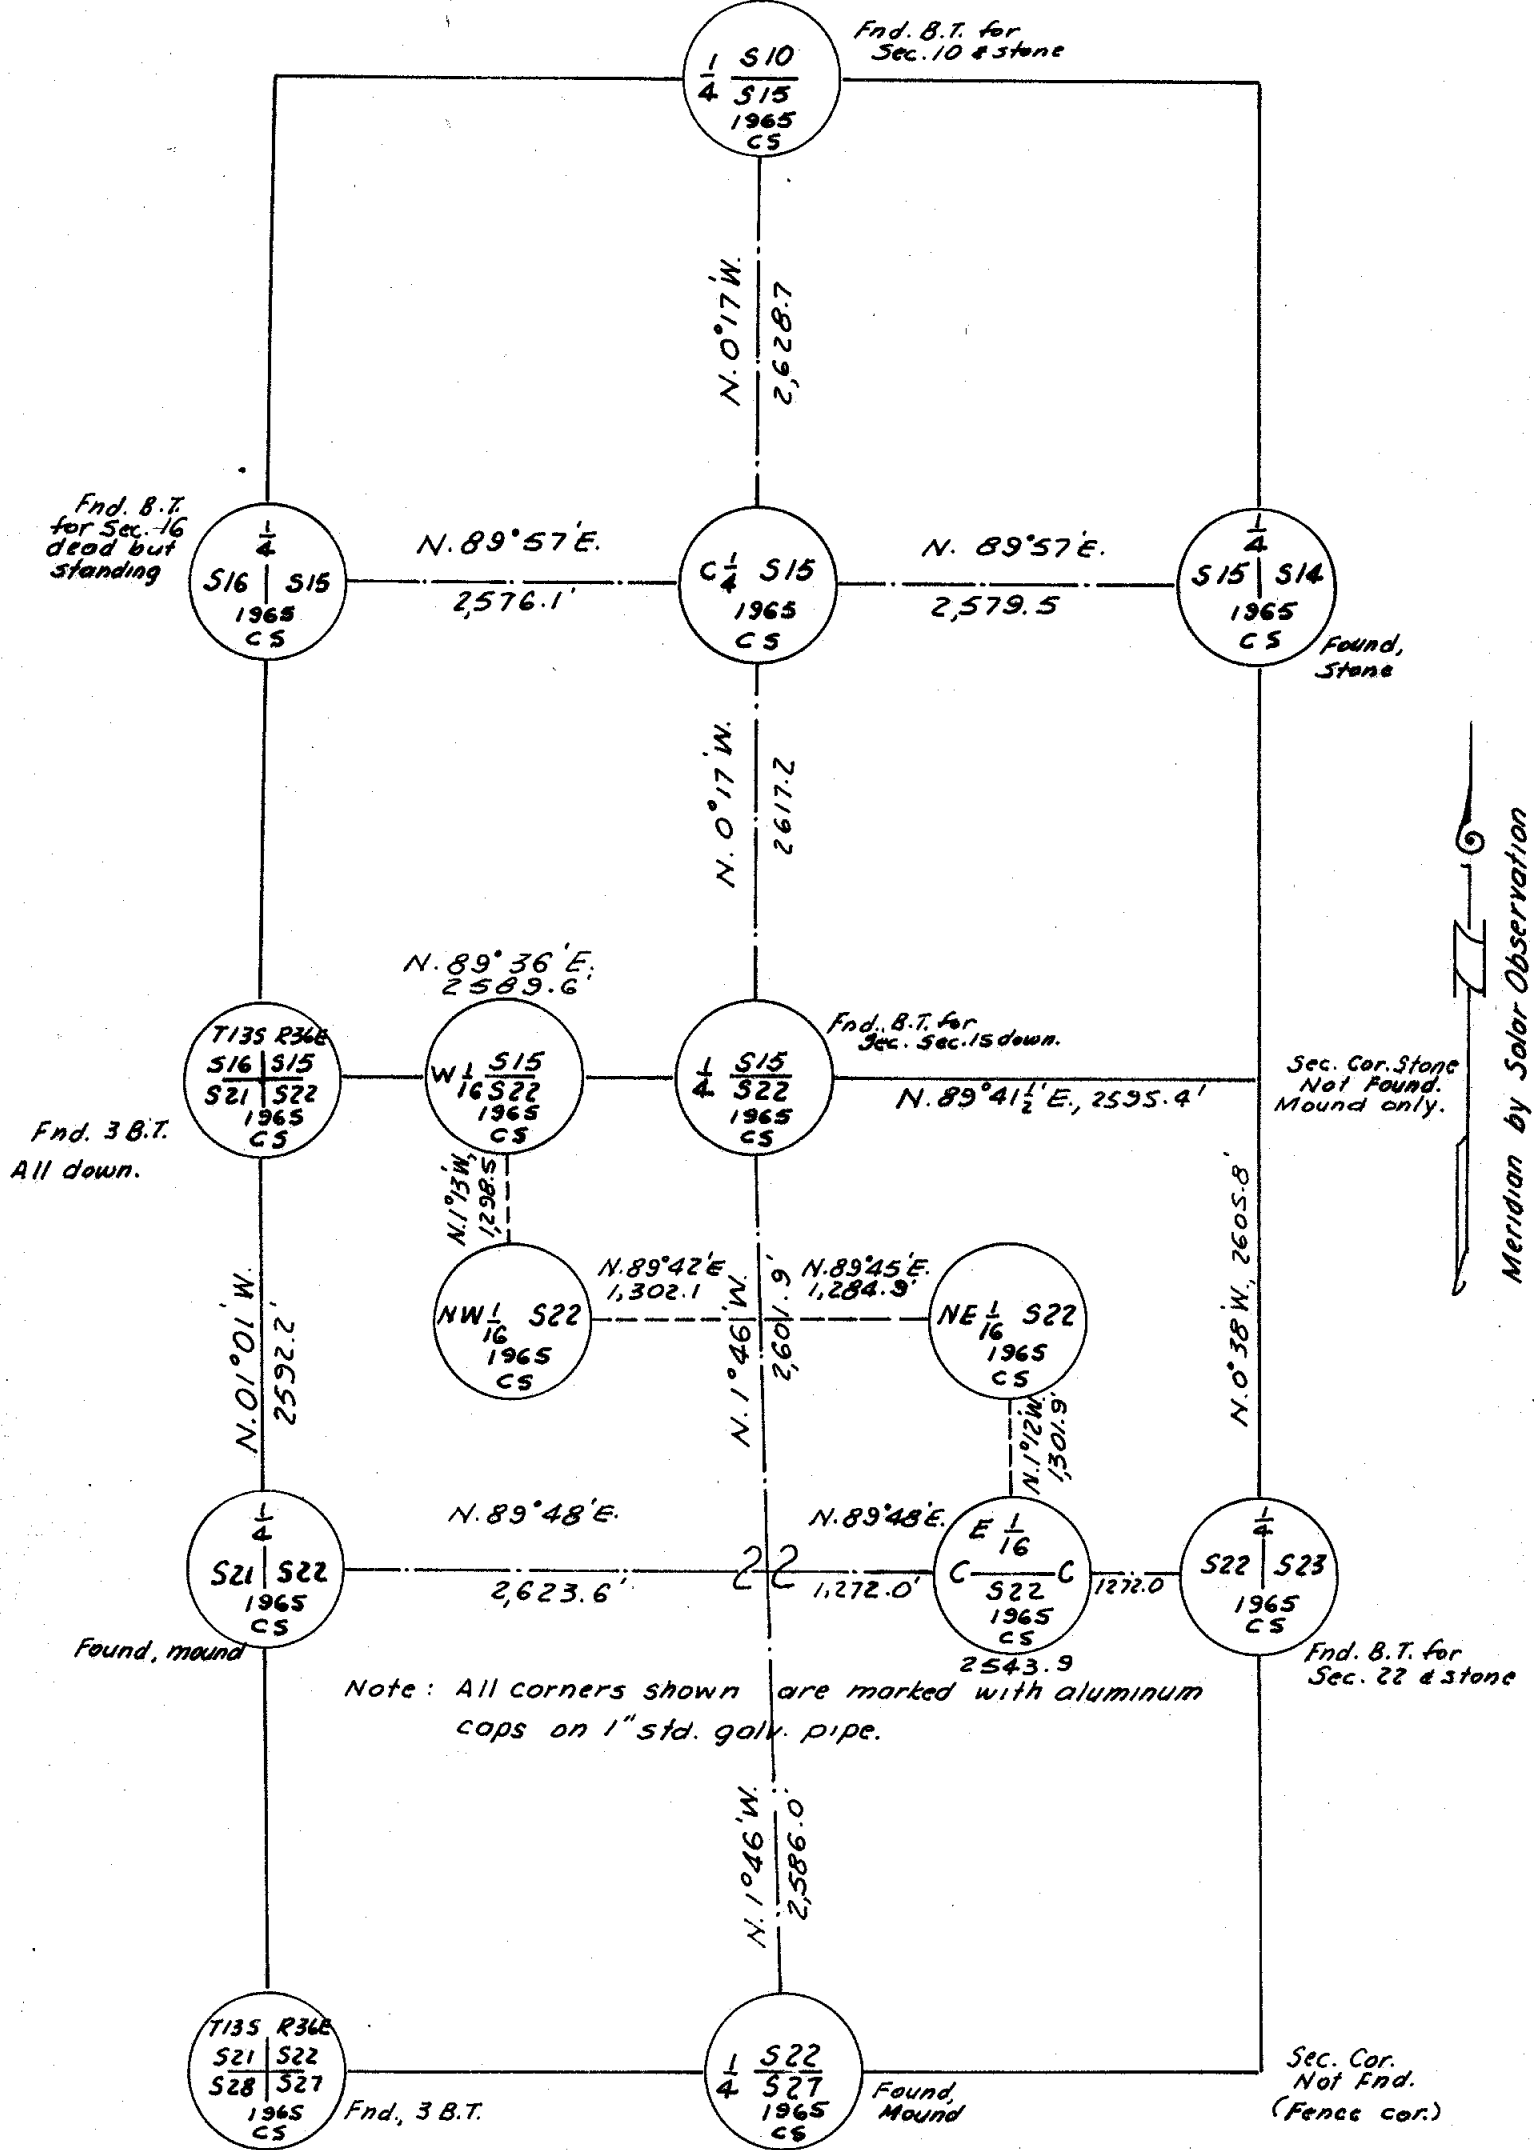 Fnd. B.T. for
Sec. 10 & stone
1/4 S10
S15
1965
CS
N. 0°17'W.
2,628.7
Fnd. B.T.
for Sec. 16
dead but
standing
1/4
S16 | S15
1965
CS
N. 89°57'E.
2,576.1'
C 1/4 S15
1965
CS
N. 89°57'E.
2,579.5
1/4
S15 | S14
1965
CS
Found,
Stone
N. 0°17'W.
2617.2
Meridian by Solar Observation
N. 89°36'E.
2589.6'
T13S R36E
S16 | S15
S21 | S22
1965
CS
Fnd. 3 B.T.
All down.
W 1/16 S15
S22
1965
CS
1/4 S15
S22
1965
CS
Fnd. B.T. for
Sec. Sec. 15 down.
N. 89°41 1/2'E., 2595.4'
Sec. Cor. Stone
Not Found.
Mound only.
N. 1°13'W,
1,298.5
N. 01°01'W.
2592.2'
NW 1/16 S22
1965
CS
N. 89°42'E
1,302.1
N. 1°46'W.
2,601.9'
N. 89°45'E.
1,284.9'
NE 1/16 S22
1965
CS
N. 0°38'W., 2605.8'
N. 1°12'W.
1,301.9'
1/4
S21 | S22
1965
CS
Found, mound
N. 89°48'E.
2,623.6'
N. 89°48'E.
1,272.0'
E 1/16
C C
S22
1965
CS
2543.9
1272.0
1/4
S22 | S23
1965
CS
Fnd. B.T. for
Sec. 22 & stone
Note: All corners shown are marked with aluminum
caps on 1" std. galv. pipe.
N. 1°46'W.
2,586.0'
T13S R36E
S21 | S22
S28 | S27
1965
CS
Fnd., 3 B.T.
1/4 S22
S27
1965
CS
Found,
Mound
Sec. Cor.
Not Fnd.
(Fence cor.)